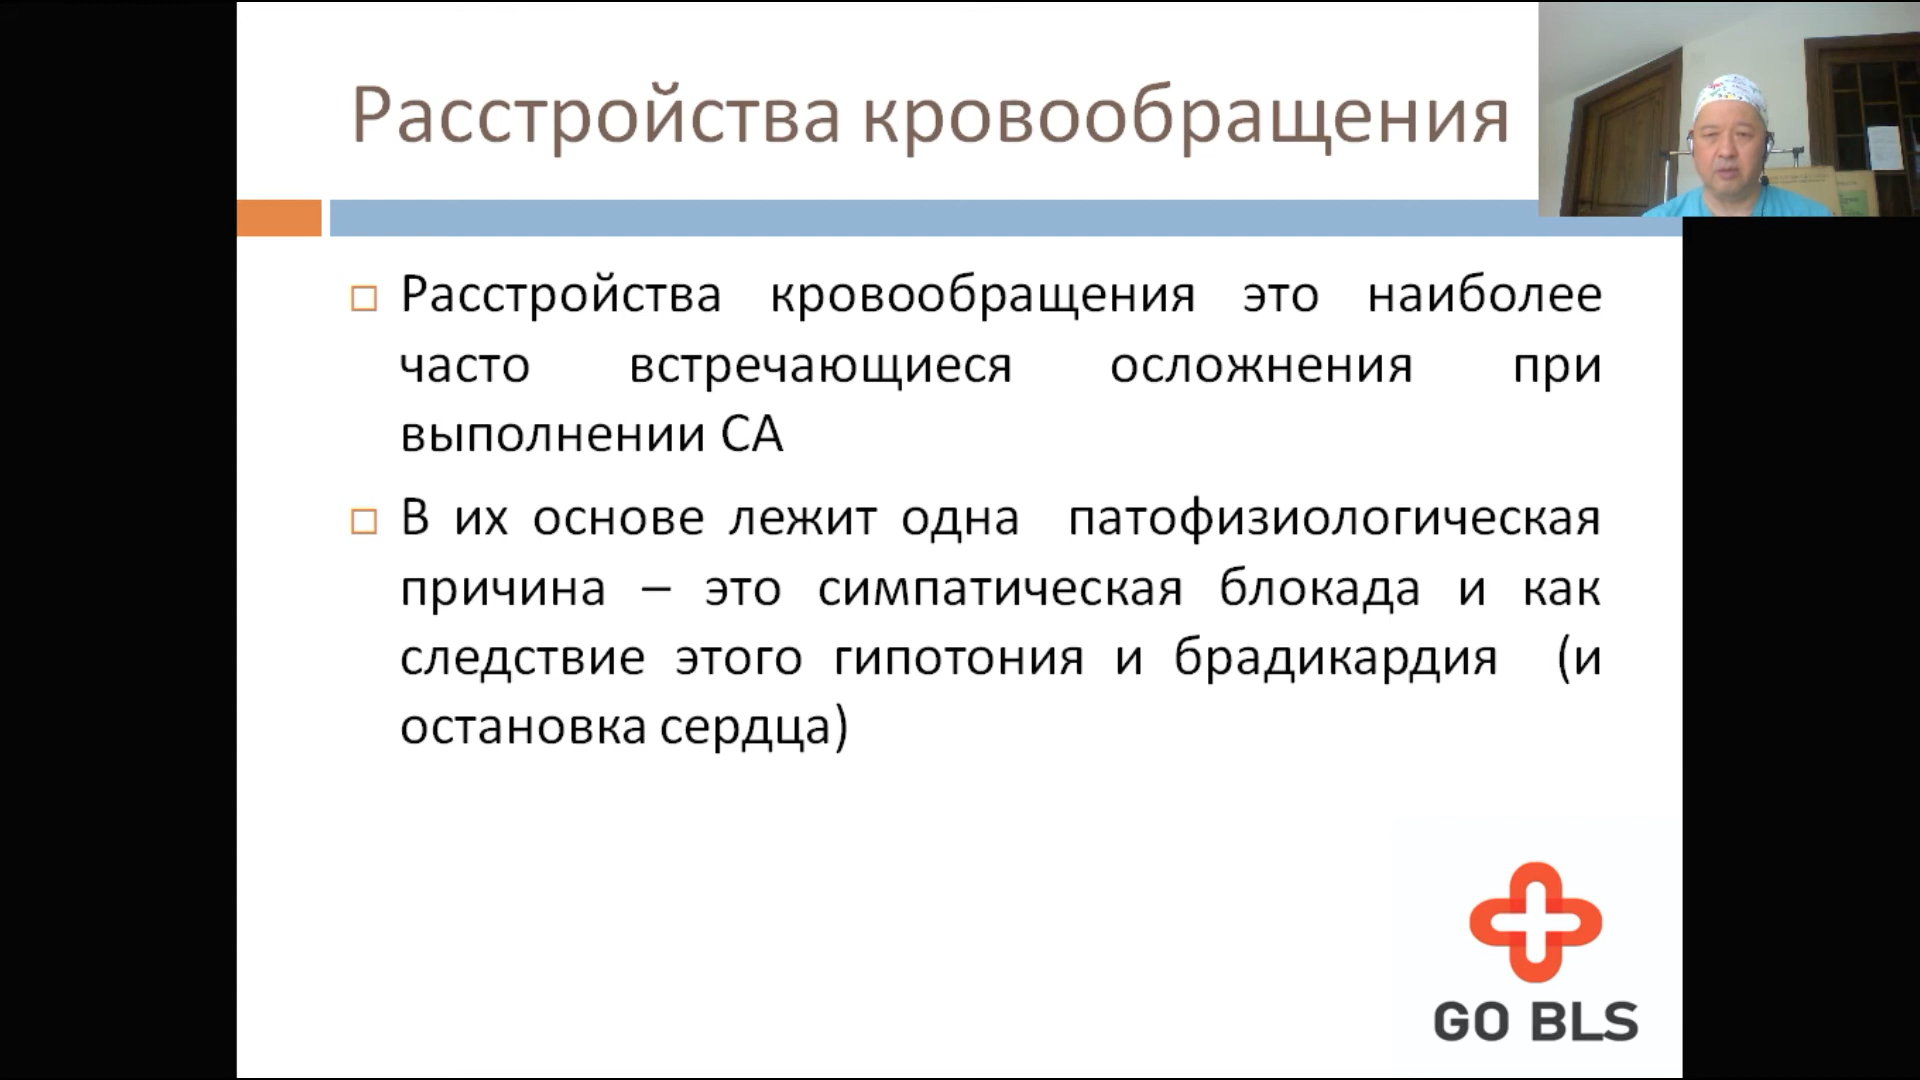 Расстройства кровообращения
Расстройства кровообращения это наиболее
часто встречающиеся осложнения при
выполнении СА
В их основе лежит одна патофизиологическая
причина – это симпатическая блокада и как
следствие этого гипотония и брадикардия (и
остановка сердца)
GO BLS